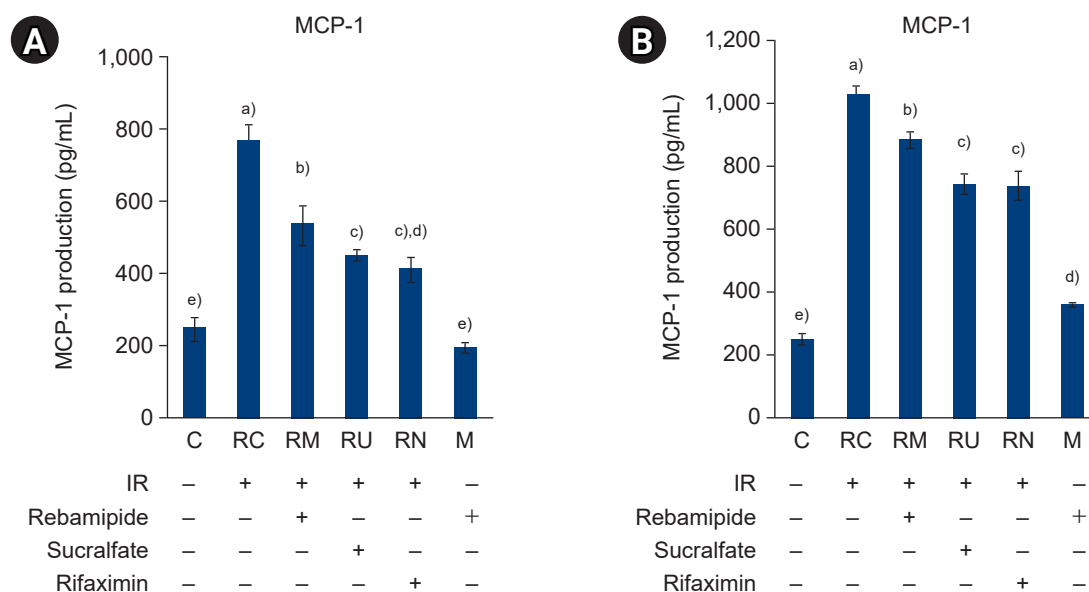 A
MCP-1
MCP-1 production (pg/mL)
1,000
800
600
400
200
0
e)
a)
b)
c)
c),d)
e)
C RC RM RU RN M
IR – + + + + –
Rebamipide – – + – – +
Sucralfate – – – + – –
Rifaximin – – – – + –
B
MCP-1
MCP-1 production (pg/mL)
1,200
1,000
800
600
400
200
0
e)
a)
b)
c)
c)
d)
C RC RM RU RN M
IR – + + + + –
Rebamipide – – + – – +
Sucralfate – – – + – –
Rifaximin – – – – + –